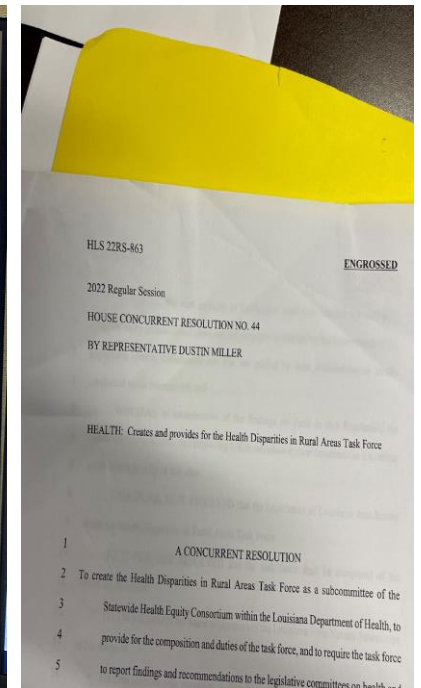 HLS 22RS-863
ENGROSSED
2022 Regular Session
HOUSE CONCURRENT RESOLUTION NO. 44
BY REPRESENTATIVE DUSTIN MILLER
HEALTH: Creates and provides for the Health Disparities in Rural Areas Task Force
1 A CONCURRENT RESOLUTION
2 To create the Health Disparities in Rural Areas Task Force as a subcommittee of the
3 Statewide Health Equity Consortium within the Louisiana Department of Health, to
4 provide for the composition and duties of the task force, and to require the task force
5 to report findings and recommendations to the legislative committees on health and